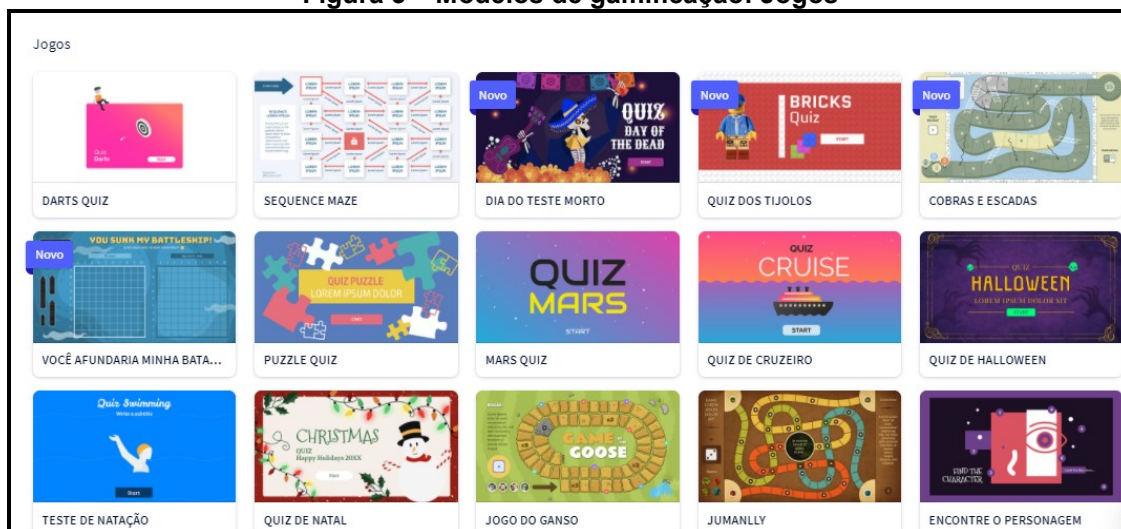 Figura 3 – Modelos de gamificação: Jogos
Jogos
Quiz
Darts
START
DARTS QUIZ
SEQUENCE MAZE
Novo
QUIZ
DAY OF
THE DEAD
START
DIA DO TESTE MORTO
Novo
BRICKS
Quiz
START
QUIZ DOS TIJOLOS
Novo
COBRAS E ESCADAS
Novo
YOU SUNK MY BATTLESHIP!
VOCÊ AFUNDARIA MINHA BATA...
QUIZ PUZZLE
LOREM IPSUM DOLOR
START
PUZZLE QUIZ
QUIZ
MARS
START
MARS QUIZ
QUIZ
CRUISE
START
QUIZ DE CRUZEIRO
QUIZ
HALLOWEEN
LOREM IPSUM DOLOR SIT
START
QUIZ DE HALLOWEEN
Quiz Swimming
Write a subtitle
Start
TESTE DE NATAÇÃO
CHRISTMAS
QUIZ
Happy Holidays 20XX
QUIZ DE NATAL
GAME
GOOSE
JOGO DO GANSO
JUMANLLY
FIND THE
CHARACTER
ENCONTRE O PERSONAGEM